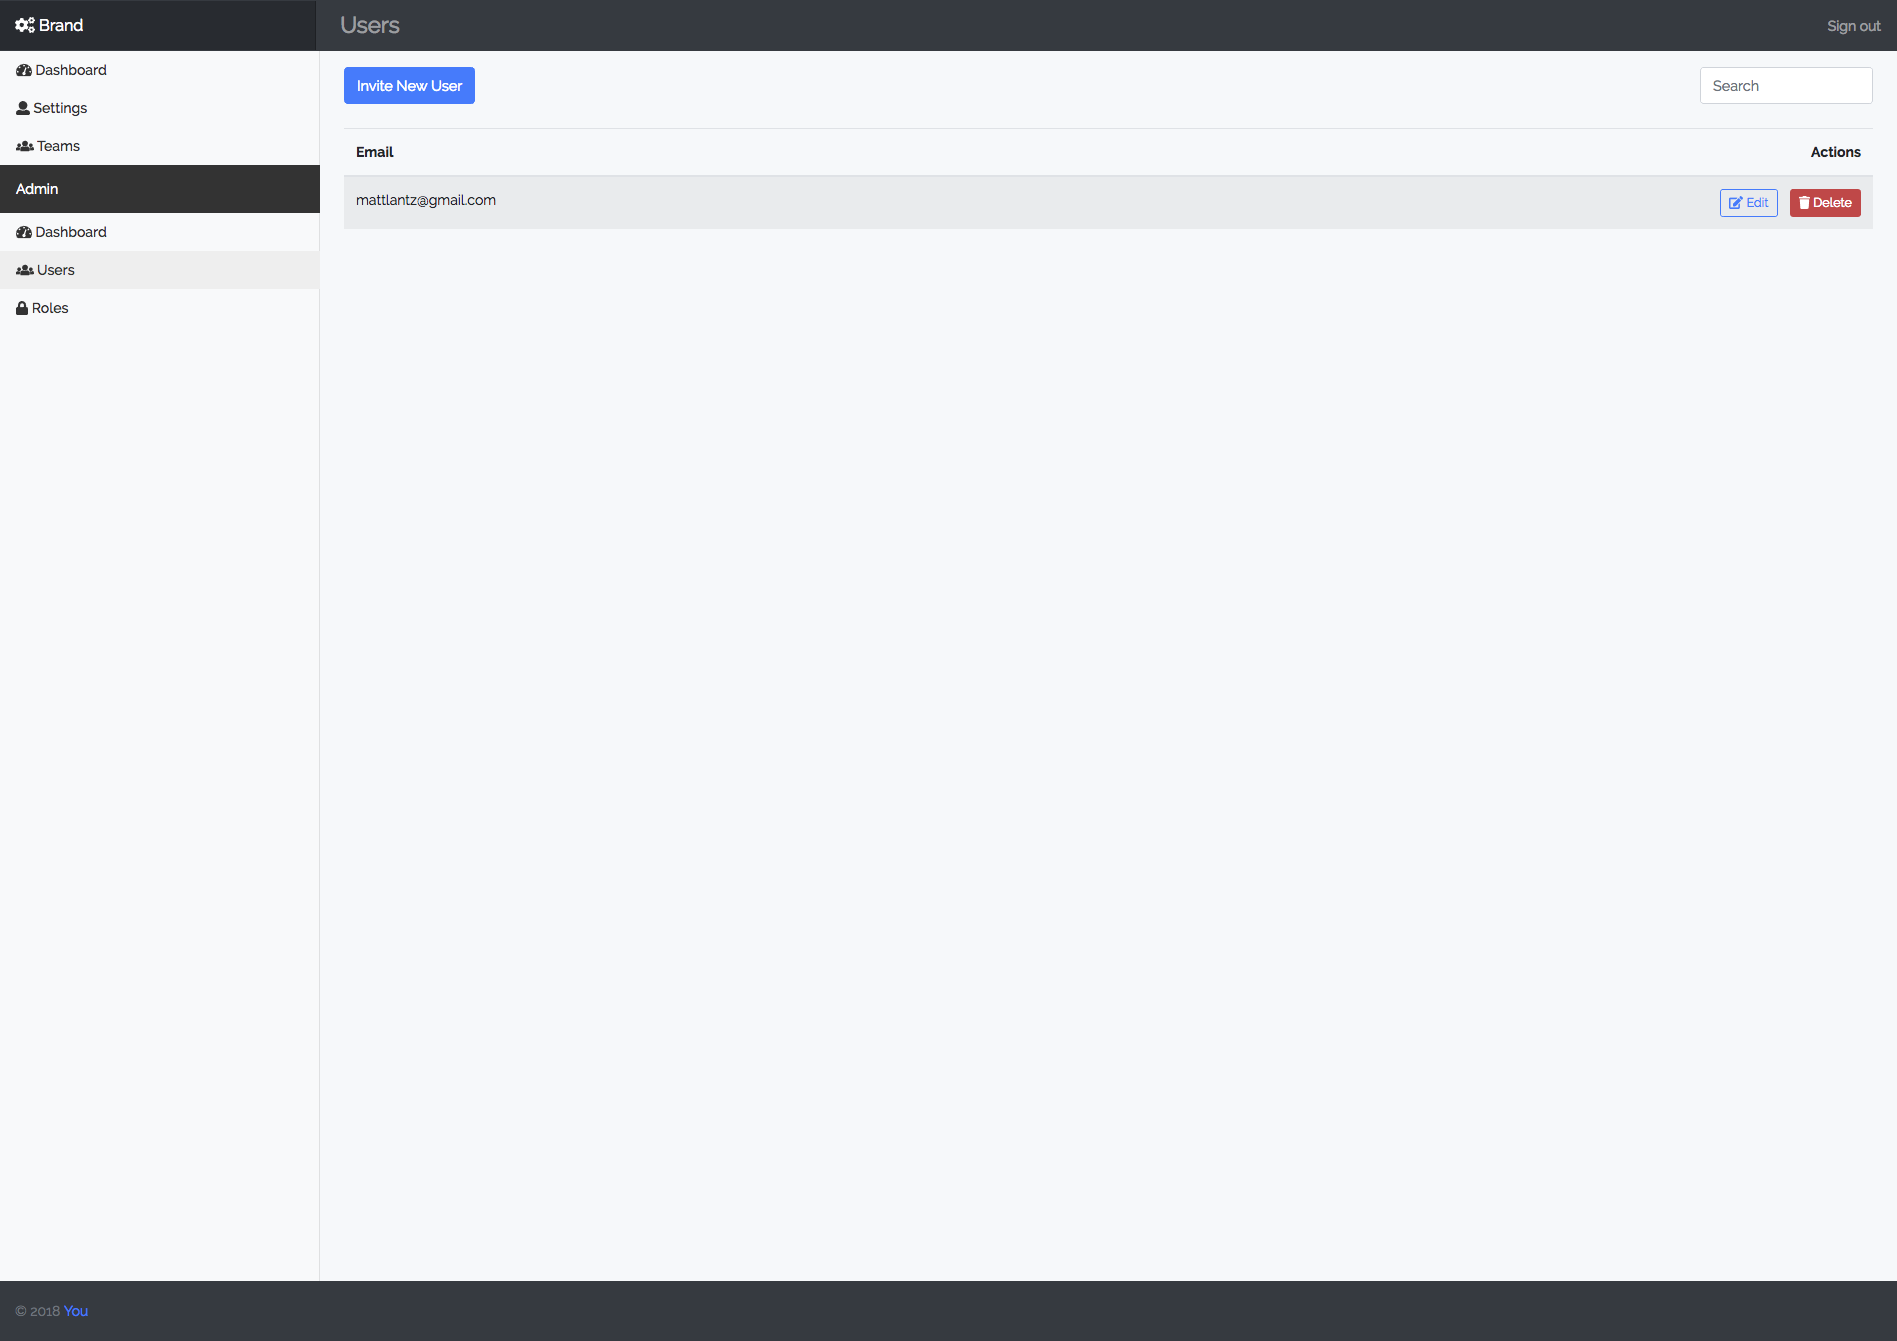 Brand
Users
Sign out
Dashboard
Settings
Teams
Admin
Dashboard
Users
Roles
Invite New User
Search
Email
Actions
mattlantz@gmail.com
Edit
Delete
© 2018 You